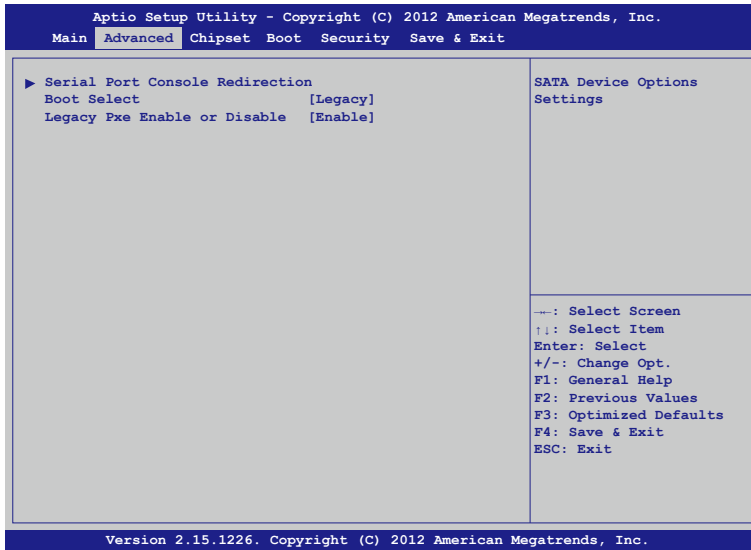 Aptio Setup Utility - Copyright (C) 2012 American Megatrends, Inc.
Main Advanced Chipset Boot Security Save & Exit
▶ Serial Port Console Redirection
Boot Select [Legacy]
Legacy Pxe Enable or Disable [Enable]
SATA Device Options
Settings
→←: Select Screen
↑↓: Select Item
Enter: Select
+/-: Change Opt.
F1: General Help
F2: Previous Values
F3: Optimized Defaults
F4: Save & Exit
ESC: Exit
Version 2.15.1226. Copyright (C) 2012 American Megatrends, Inc.